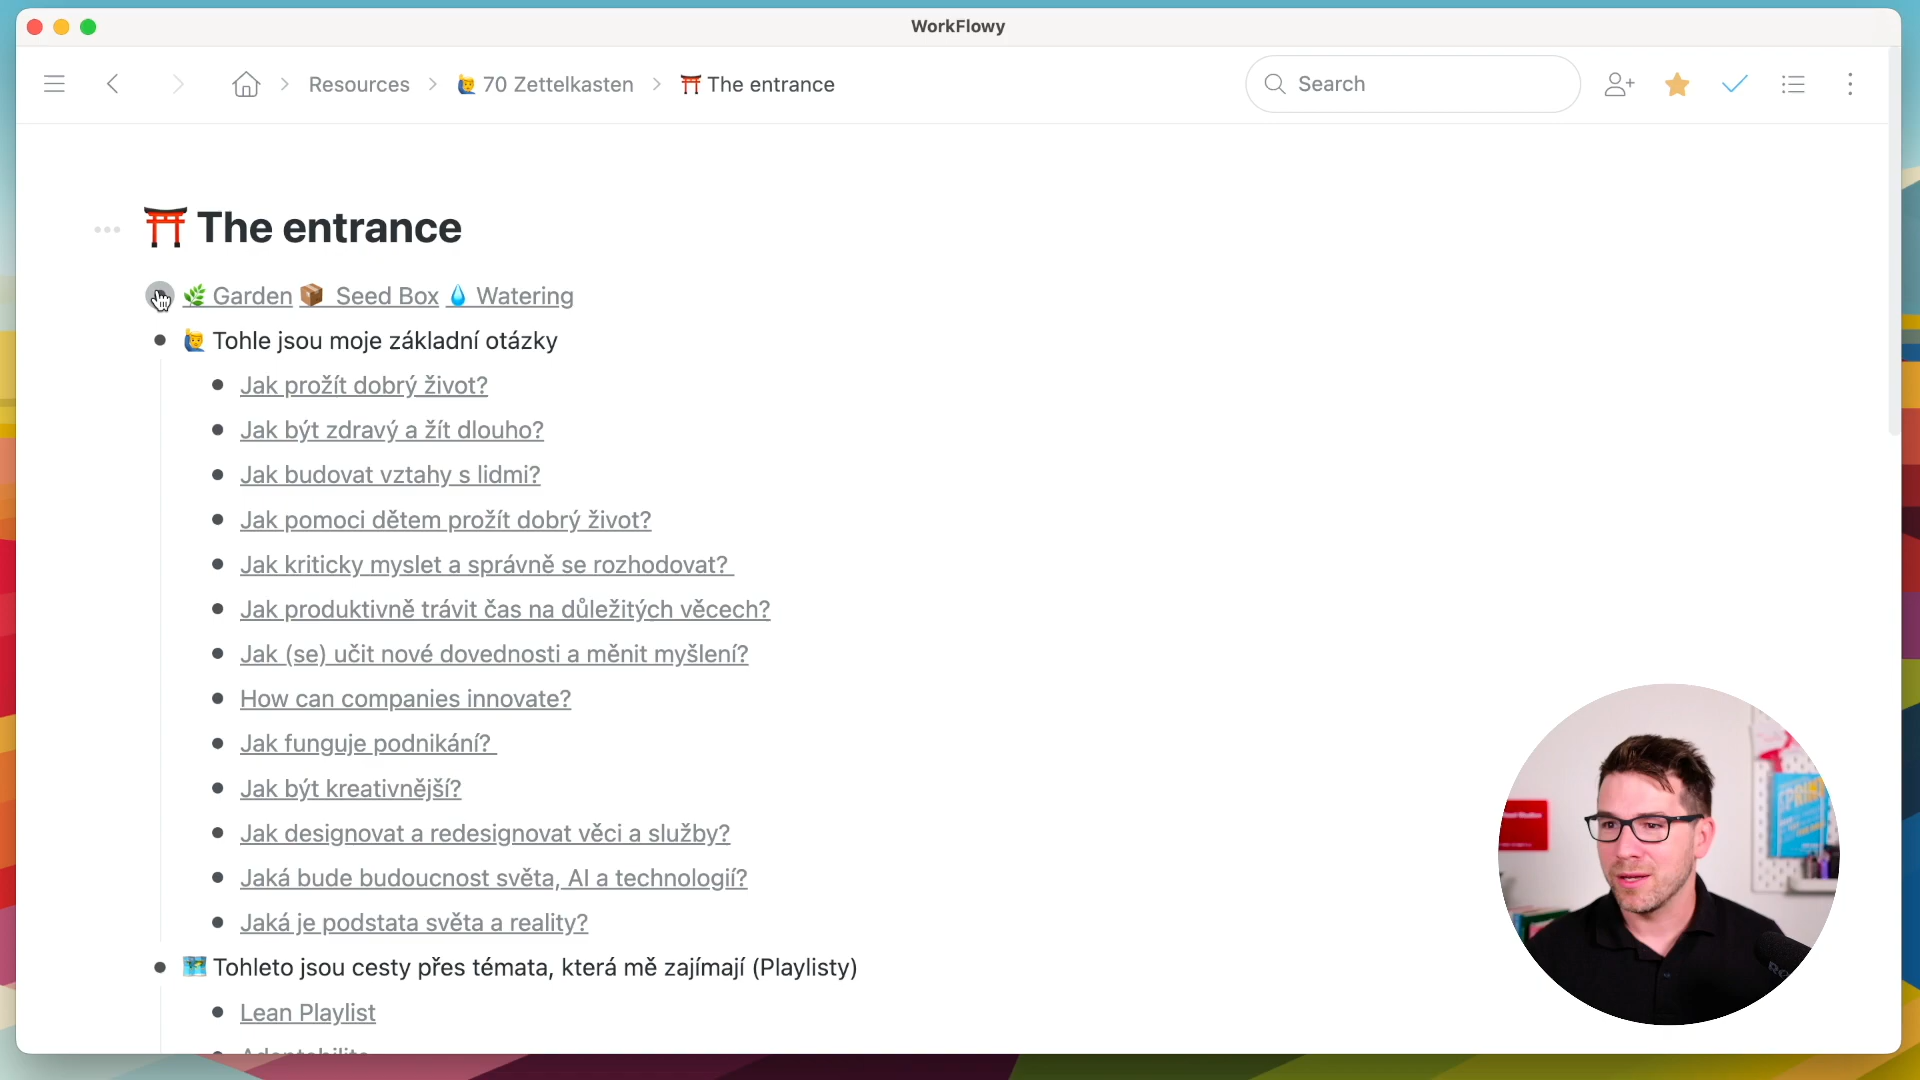 WorkFlowy
Resources
70 Zettelkasten
The entrance
Search
The entrance
Garden Seed Box Watering
Tohle jsou moje základní otázky
Jak prožít dobrý život?
Jak být zdravý a žít dlouho?
Jak budovat vztahy s lidmi?
Jak pomoci dětem prožít dobrý život?
Jak kriticky myslet a správně se rozhodovat?
Jak produktivně trávit čas na důležitých věcech?
Jak (se) učit nové dovednosti a měnit myšlení?
How can companies innovate?
Jak funguje podnikání?
Jak být kreativnější?
Jak designovat a redesignovat věci a služby?
Jaká bude budoucnost světa, AI a technologií?
Jaká je podstata světa a reality?
Tohleto jsou cesty přes témata, která mě zajímají (Playlisty)
Lean Playlist